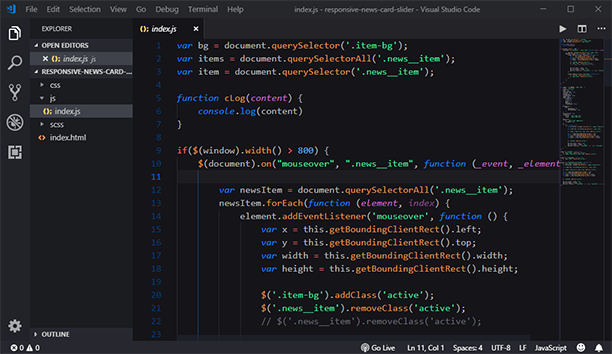 File Edit Selection View Go Debug Terminal Help index.js - responsive-news-card-slider - Visual Studio Code
EXPLORER
OPEN EDITORS
index.js js
RESPONSIVE-NEWS-CARD-...
css
js
index.js
scss
index.html
OUTLINE
index.js
1 var bg = document.querySelector('.item-bg');
2 var items = document.querySelectorAll('.news__item');
3 var item = document.querySelector('.news__item');
4
5 function cLog(content) {
6 console.log(content)
7 }
8
9 if($(window).width() > 800) {
10 $(document).on("mouseover", ".news__item", function (_event, _element
11
12 var newsItem = document.querySelectorAll('.news__item');
13 newsItem.forEach(function (element, index) {
14 element.addEventListener('mouseover', function () {
15 var x = this.getBoundingClientRect().left;
16 var y = this.getBoundingClientRect().top;
17 var width = this.getBoundingClientRect().width;
18 var height = this.getBoundingClientRect().height;
19
20 $('.item-bg').addClass('active');
21 $('.news__item').removeClass('active');
22 // $('.news__item').removeClass('active');
23
0 0 Go Live Ln 11, Col 1 Spaces: 4 UTF-8 LF JavaScript